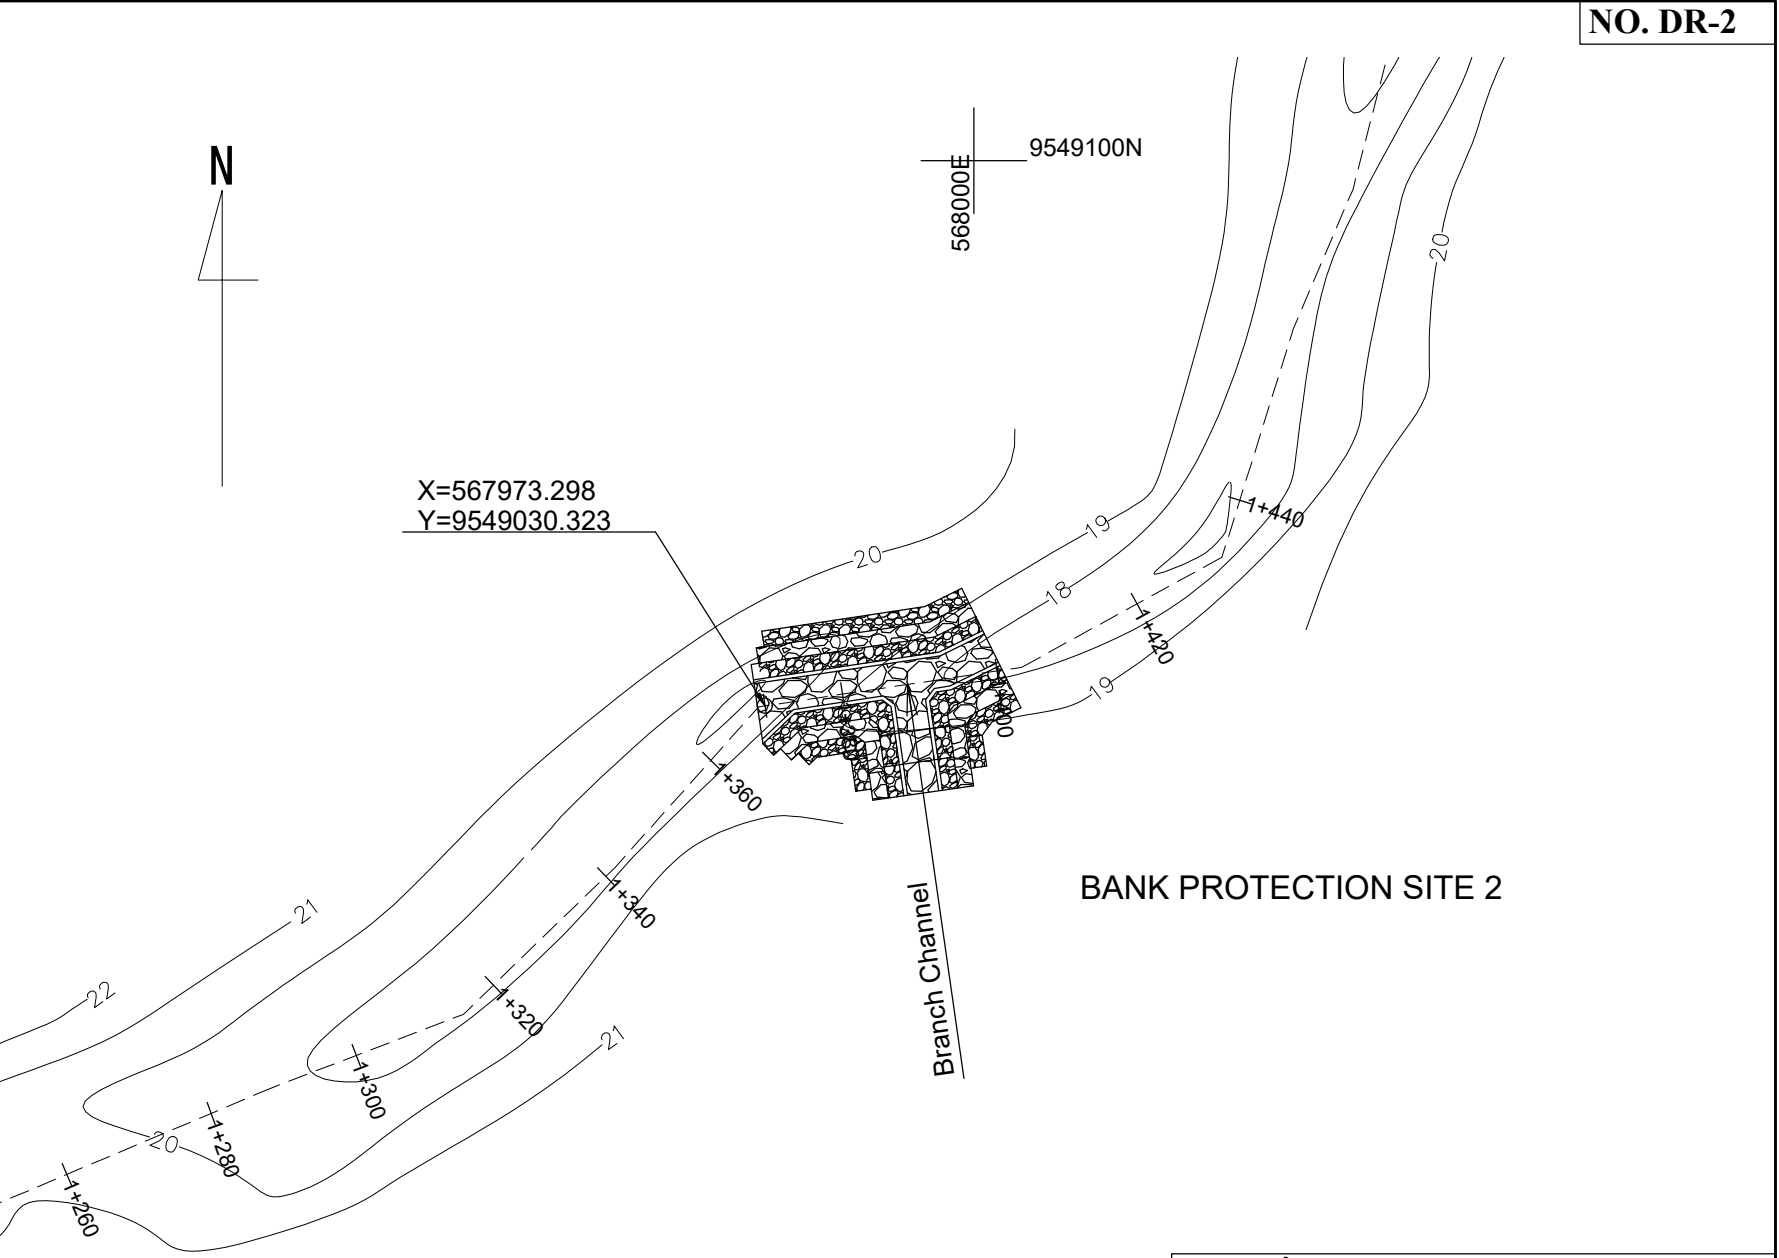 NO. DR-2
N
9549100N
568000E
20
X=567973.298
Y=9549030.323
1+440
19
20
18
1+420
19
1+360
BANK PROTECTION SITE 2
1+340
21
Branch Channel
22
1+320
21
1+300
20
1+280
1+260